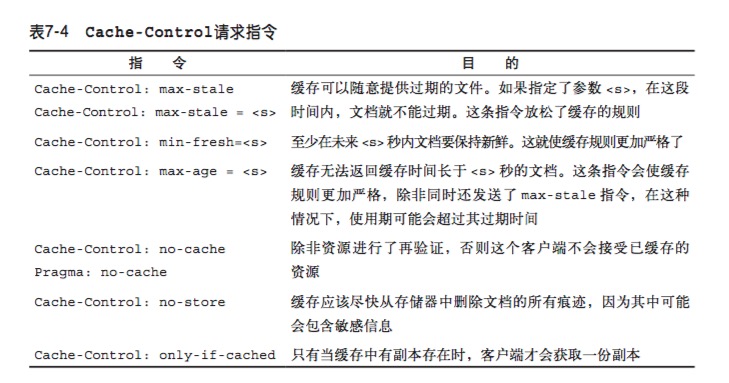 表7-4 Cache-Control请求指令
指 令 目 的
Cache-Control: max-stale 缓存可以随意提供过期的文件。如果指定了参数 <s>，在这段
Cache-Control: max-stale = <s> 时间内，文档就不能过期。这条指令放松了缓存的规则
Cache-Control: min-fresh=<s> 至少在未来 <s> 秒内文档要保持新鲜。这就使缓存规则更加严格了
Cache-Control: max-age = <s> 缓存无法返回缓存时间长于 <s> 秒的文档。这条指令会使缓存
规则更加严格，除非同时还发送了 max-stale 指令，在这种
情况下，使用期可能会超过其过期时间
Cache-Control: no-cache 除非资源进行了再验证，否则这个客户端不会接受已缓存的
Pragma: no-cache 资源
Cache-Control: no-store 缓存应该尽快从存储器中删除文档的所有痕迹，因为其中可能
会包含敏感信息
Cache-Control: only-if-cached 只有当缓存中有副本存在时，客户端才会获取一份副本